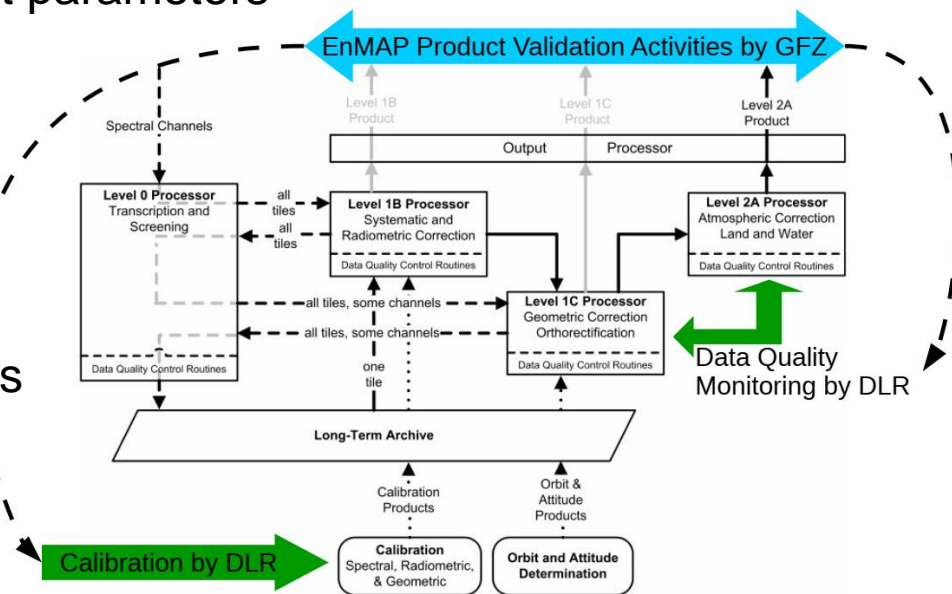 t parameters
EnMAP Product Validation Activities by GFZ
Level 1B
Product
Level 1C
Product
Level 2A
Product
Spectral Channels
Output Processor
Level 0 Processor
Transcription and
Screening
Data Quality Control Routines
all
tiles
all
tiles
Level 1B Processor
Systematic and
Radiometric Correction
Data Quality Control Routines
Level 2A Processor
Atmospheric Correction
Land and Water
Data Quality Control Routines
all tiles, some channels
all tiles, some channels
Level 1C Processor
Geometric Correction
Orthorectification
Data Quality Control Routines
one
tile
Data Quality
Monitoring by DLR
s
Long-Term Archive
Calibration
Products
Orbit &
Attitude
Products
Calibration by DLR
Calibration
Spectral, Radiometric,
& Geometric
Orbit and Attitude
Determination